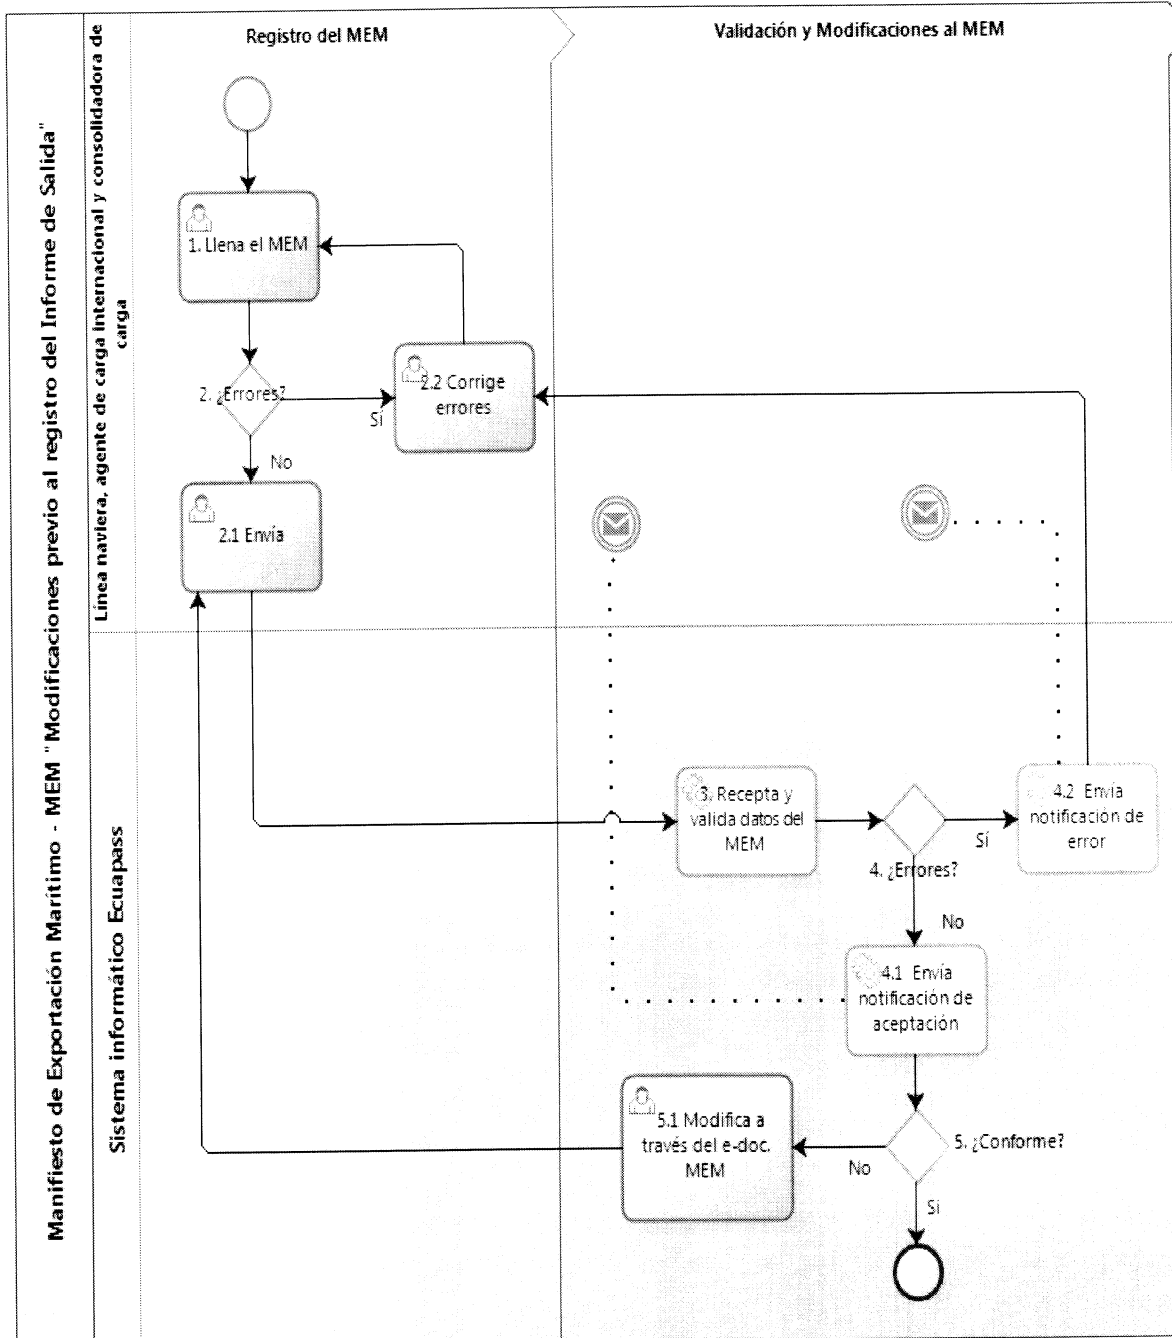 Manifiesto de Exportación Marítimo - MEM "Modificaciones previo al registro del Informe de Salida"
Línea naviera, agente de carga internacional y consolidadora de
carga
Sistema informático Ecuapass
Registro del MEM
Validación y Modificaciones al MEM
1. Llena el MEM
2. ¿Errores?
Sí
2.2 Corrige
errores
No
2.1 Envía
3. Recepta y
valida datos del
MEM
4. ¿Errores?
Sí
4.2 Envía
notificación de
error
No
4.1 Envía
notificación de
aceptación
5. ¿Conforme?
No
5.1 Modifica a
través del e-doc.
MEM
Si